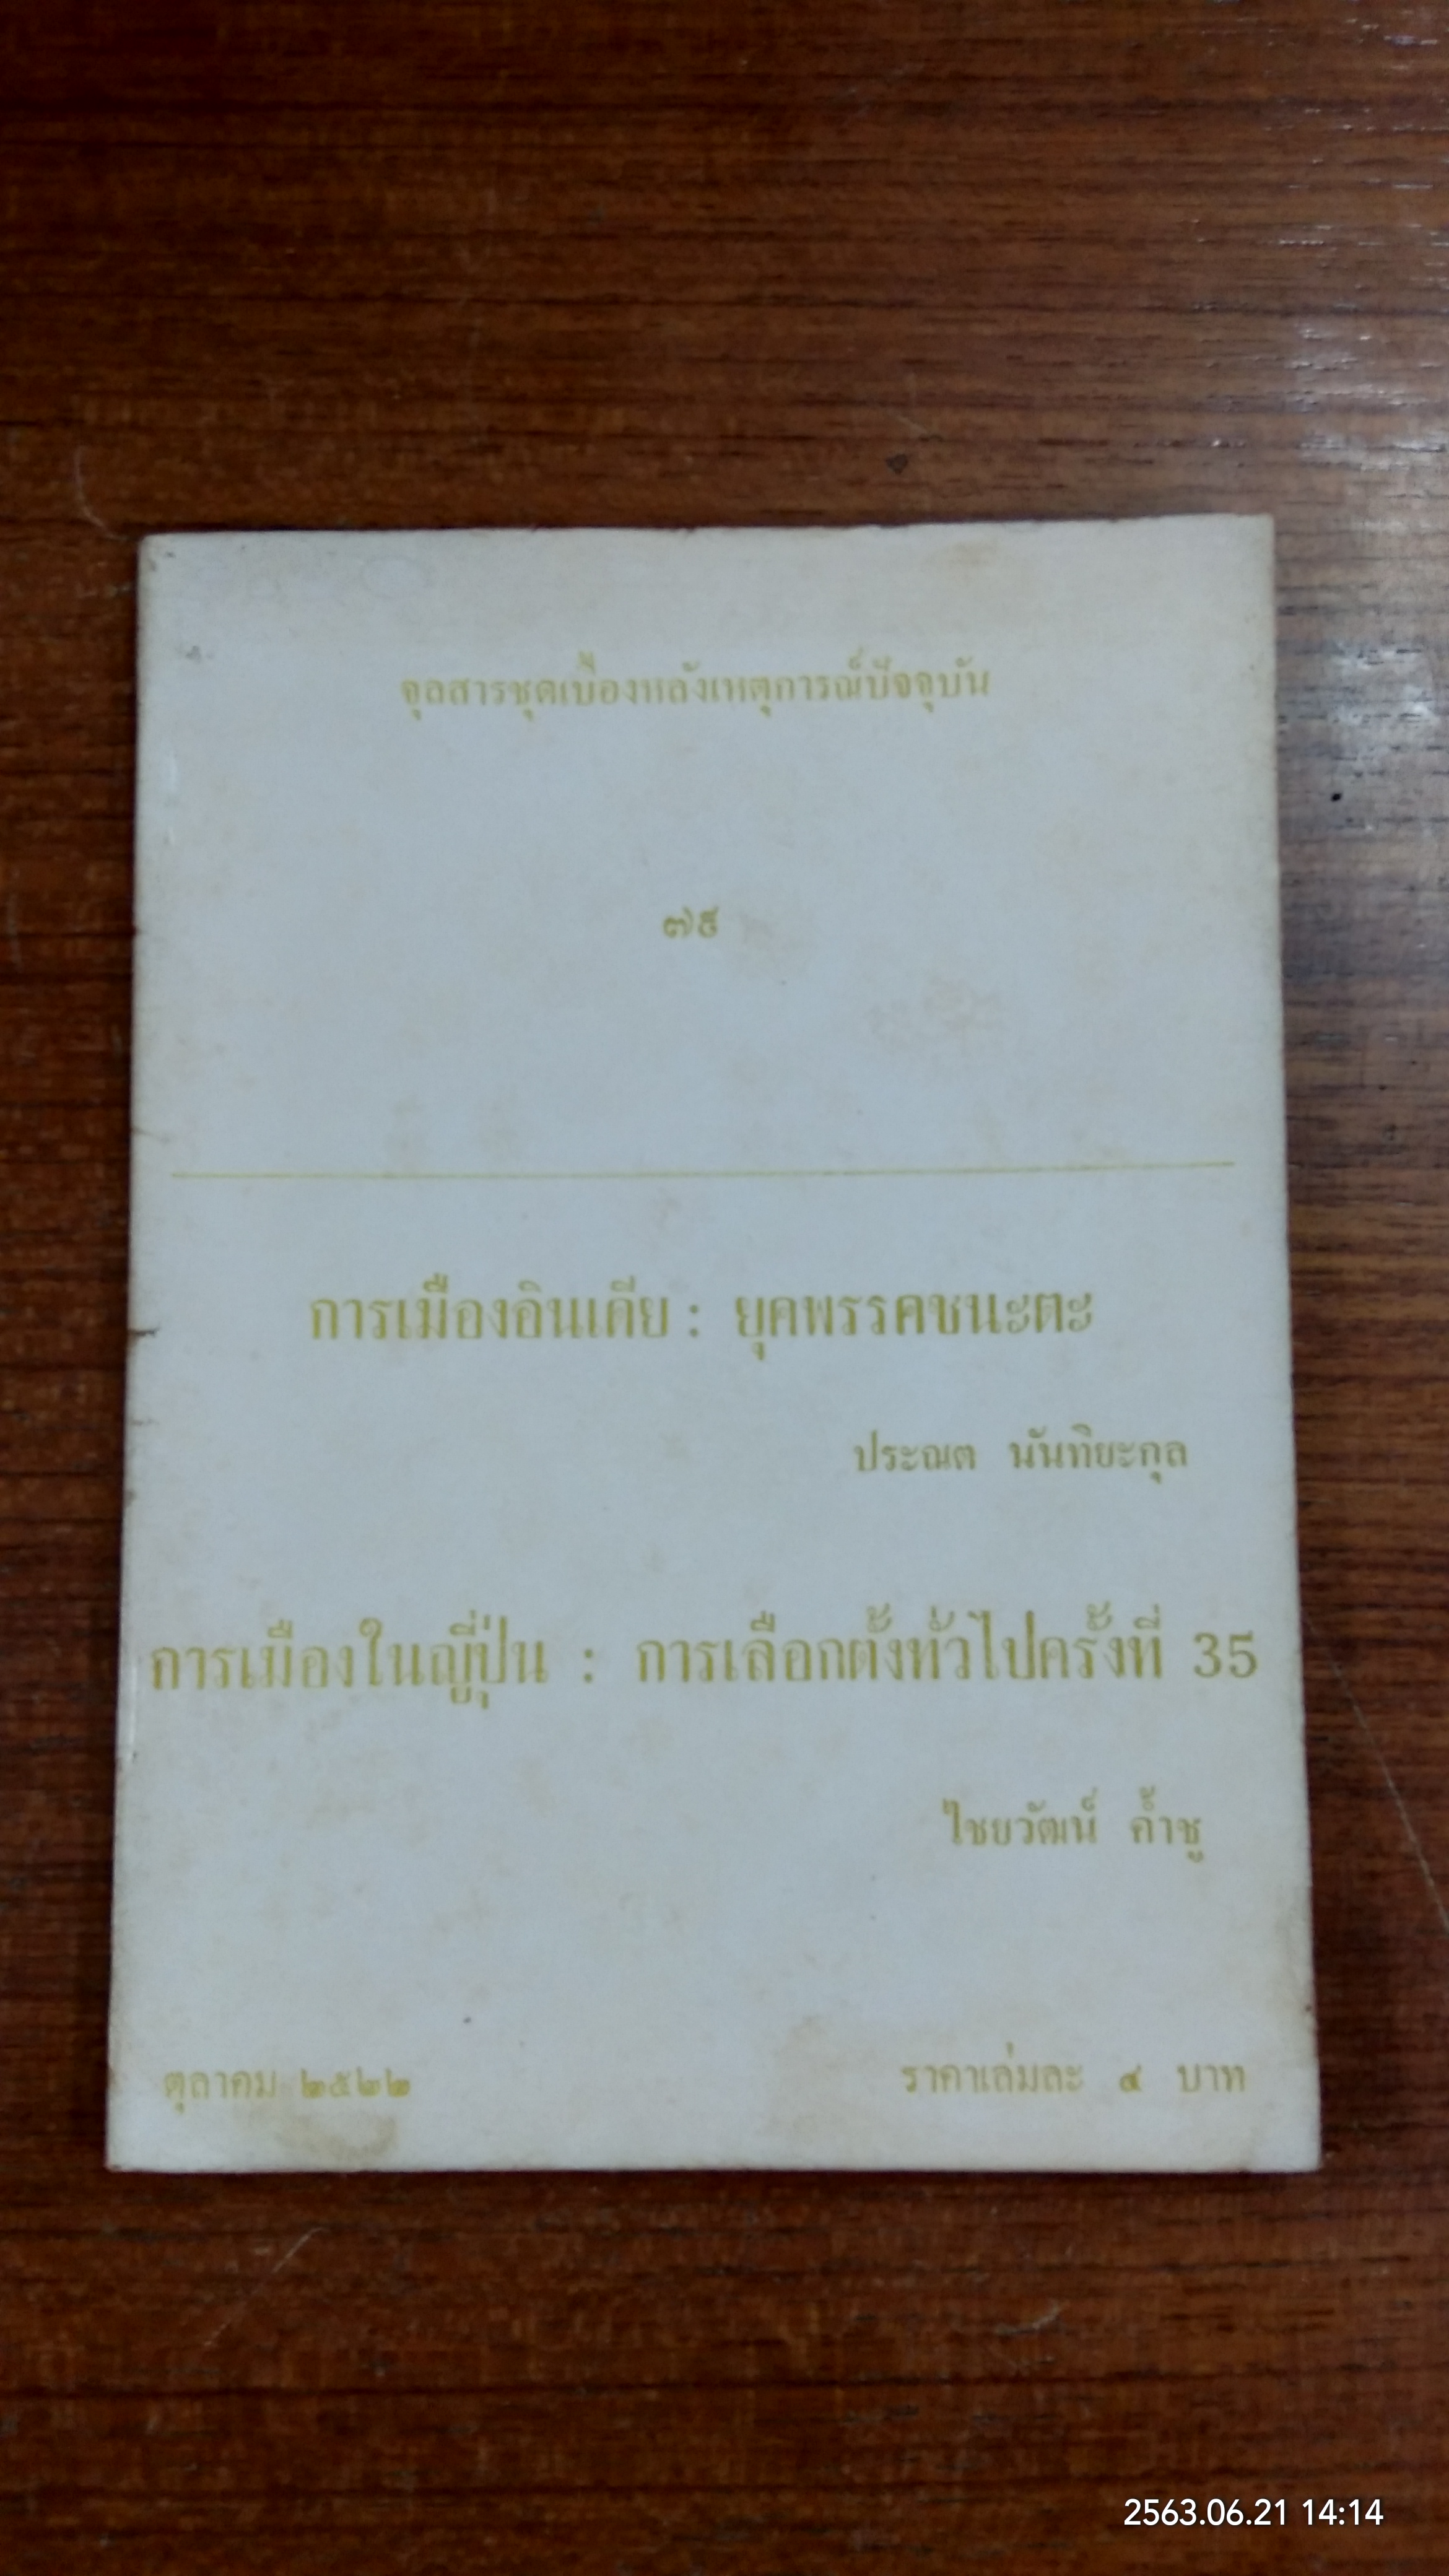 จุลสารชุดเบื้องหลังเหตุการณ์ปัจจุบัน
๗๕
การเมืองอินเดีย : ยุคพรรคชนะตะ
ประณต นันทิยะกุล
การเมืองในญี่ปุ่น : การเลือกตั้งทั่วไปครั้งที่ 35
ไชยวัฒน์ ค้ำชู
ตุลาคม ๒๕๒๒
ราคาเล่มละ ๔ บาท
2563.06.21 14:14